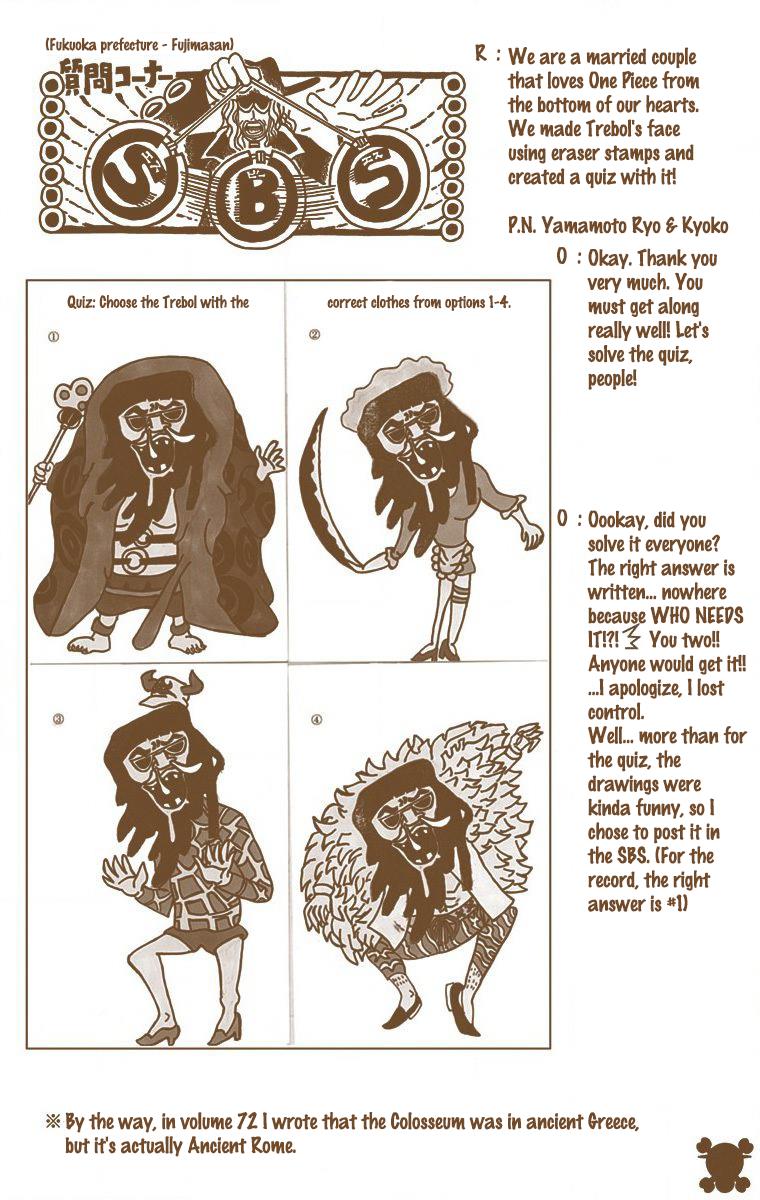 (Fukuoka prefecture - Fujimasan)
質問コーナー
S B S
R : We are a married couple
that loves One Piece from
the bottom of our hearts.
We made Trebol's face
using eraser stamps and
created a quiz with it!
P.N. Yamamoto Ryo & Kyoko
O : Okay. Thank you
very much. You
must get along
really well! Let's
solve the quiz,
people!
Quiz: Choose the Trebol with the correct clothes from options 1-4.
①
②
③
④
O : Oookay, did you
solve it everyone?
The right answer is
written... nowhere
because WHO NEEDS
IT!?! You two!!
Anyone would get it!!
...I apologize, I lost
control.
Well... more than for
the quiz, the
drawings were
kinda funny, so I
chose to post it in
the SBS. (For the
record, the right
answer is #1)
※ By the way, in volume 72 I wrote that the Colosseum was in ancient Greece,
but it's actually Ancient Rome.